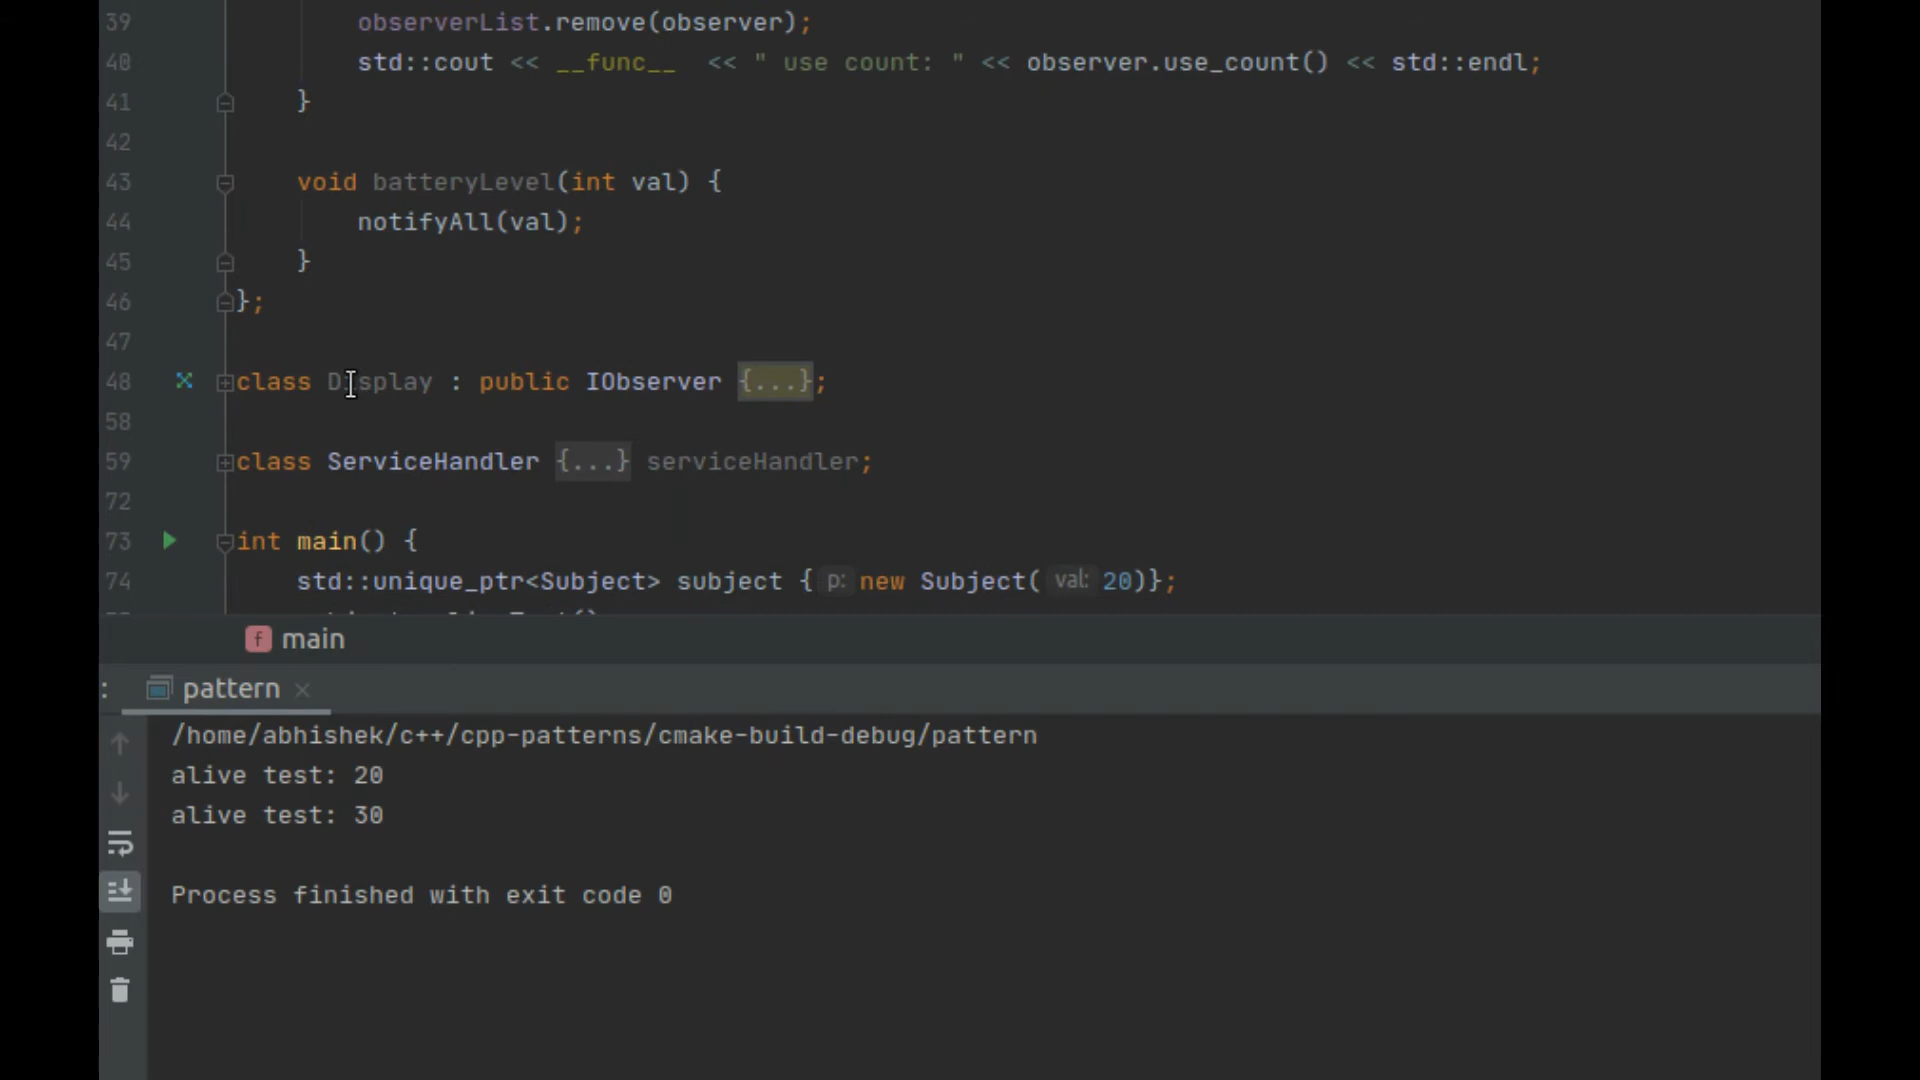 39 observerList.remove(observer);
40 std::cout << __func__ << " use count: " << observer.use_count() << std::endl;
41 }
42
43 void batteryLevel(int val) {
44 notifyAll(val);
45 }
46 };
47
48 class Display : public IObserver {...};
58
59 class ServiceHandler {...} serviceHandler;
72
73 int main() {
74 std::unique_ptr<Subject> subject { p: new Subject( val: 20)};
f main
: pattern ×
/home/abhishek/c++/cpp-patterns/cmake-build-debug/pattern
alive test: 20
alive test: 30
Process finished with exit code 0